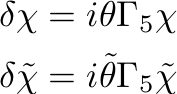 δχ = iθΓ₅χ
δχ̃ = iθ̃Γ₅χ̃